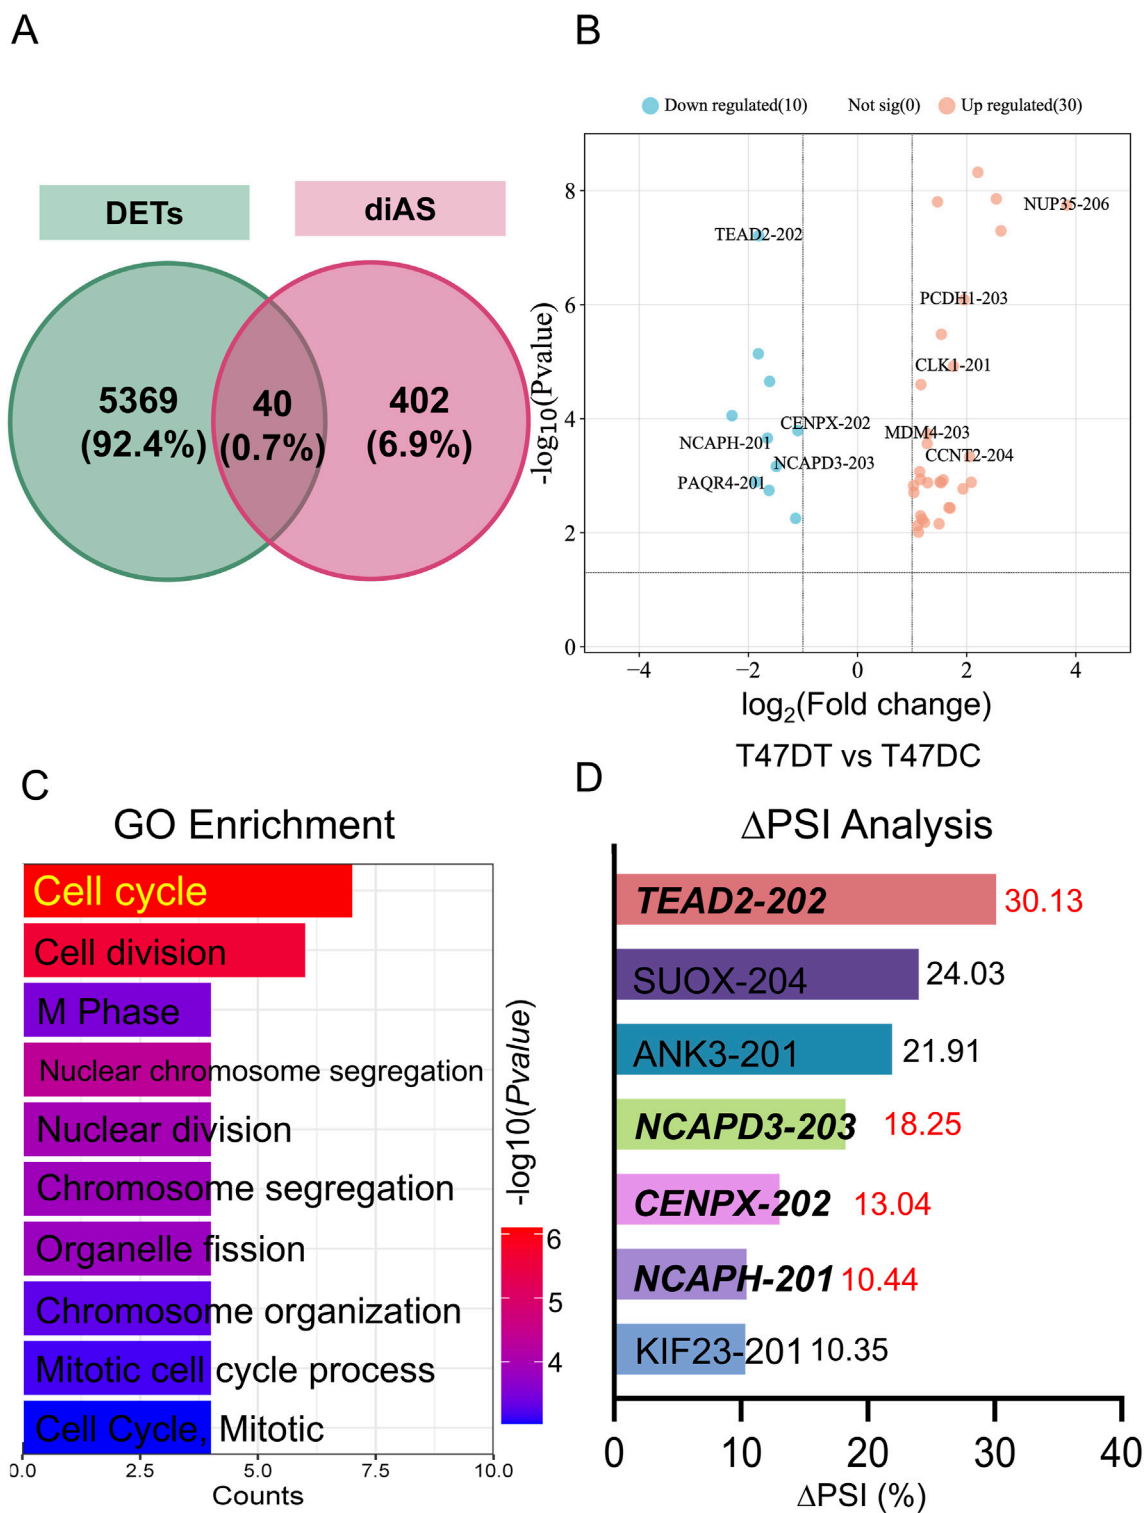 A
B
DETs
diAS
5369
(92.4%)
40
(0.7%)
402
(6.9%)
Down regulated(10)
Not sig(0)
Up regulated(30)
-log10(Pvalue)
8
6
4
2
0
NUP35-206
TEAD2-202
PCDH1-203
CLK1-201
CENPX-202
MDM4-203
NCAPH-201
CCNT2-204
NCAPD3-203
PAQR4-201
−4
−2
0
2
4
log2(Fold change)
T47DT vs T47DC
C
GO Enrichment
Cell cycle
Cell division
M Phase
Nuclear chromosome segregation
Nuclear division
Chromosome segregation
Organelle fission
Chromosome organization
Mitotic cell cycle process
Cell Cycle, Mitotic
0.0
2.5
5.0
7.5
10.0
Counts
-log10(Pvalue)
6
5
4
D
ΔPSI Analysis
TEAD2-202 30.13
SUOX-204 24.03
ANK3-201 21.91
NCAPD3-203 18.25
CENPX-202 13.04
NCAPH-201 10.44
KIF23-201 10.35
0
10
20
30
40
ΔPSI (%)